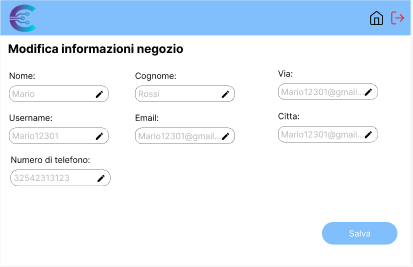 Modifica informazioni negozio
Nome: Cognome: Via:
Mario Rossi Mario12301@gmail...
Username: Email: Citta:
Mario12301 Mario12301@gmail... Mario12301@gmail...
Numero di telefono:
32542313123
Salva